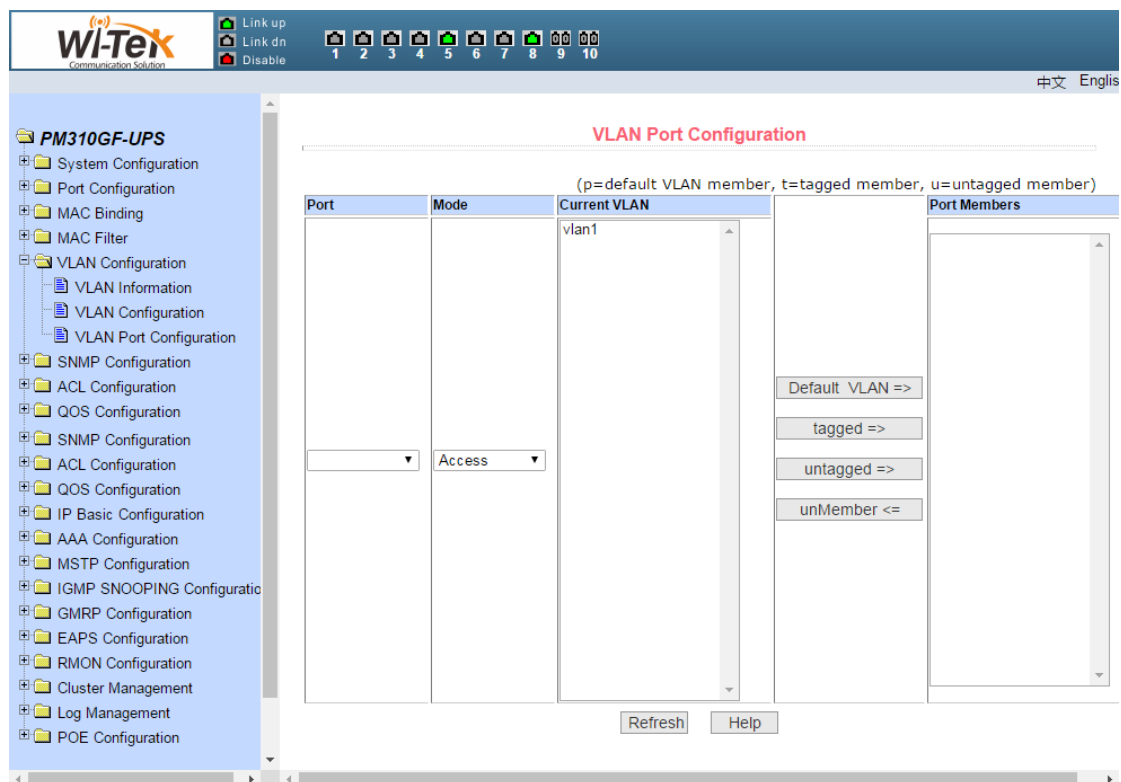 WI-TEK
Communication Solution
Link up
Link dn
Disable
1 2 3 4 5 6 7 8 9 10
中文 Englis
PM310GF-UPS
System Configuration
Port Configuration
MAC Binding
MAC Filter
VLAN Configuration
VLAN Information
VLAN Configuration
VLAN Port Configuration
SNMP Configuration
ACL Configuration
QOS Configuration
SNMP Configuration
ACL Configuration
QOS Configuration
IP Basic Configuration
AAA Configuration
MSTP Configuration
IGMP SNOOPING Configuratio
GMRP Configuration
EAPS Configuration
RMON Configuration
Cluster Management
Log Management
POE Configuration
VLAN Port Configuration
(p=default VLAN member, t=tagged member, u=untagged member)
Port Mode Current VLAN Port Members
vlan1
Access
Default VLAN =>
tagged =>
untagged =>
unMember <=
Refresh Help